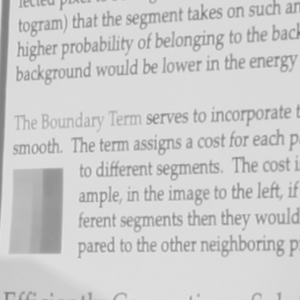 lected pixel to
togram) that the segment takes on such an
higher probability of belonging to the back
background would be lower in the energy
The Boundary Term serves to incorporate t
smooth. The term assigns a cost for each p
to different segments. The cost i
ample, in the image to the left, if
ferent segments then they would
pared to the other neighboring p